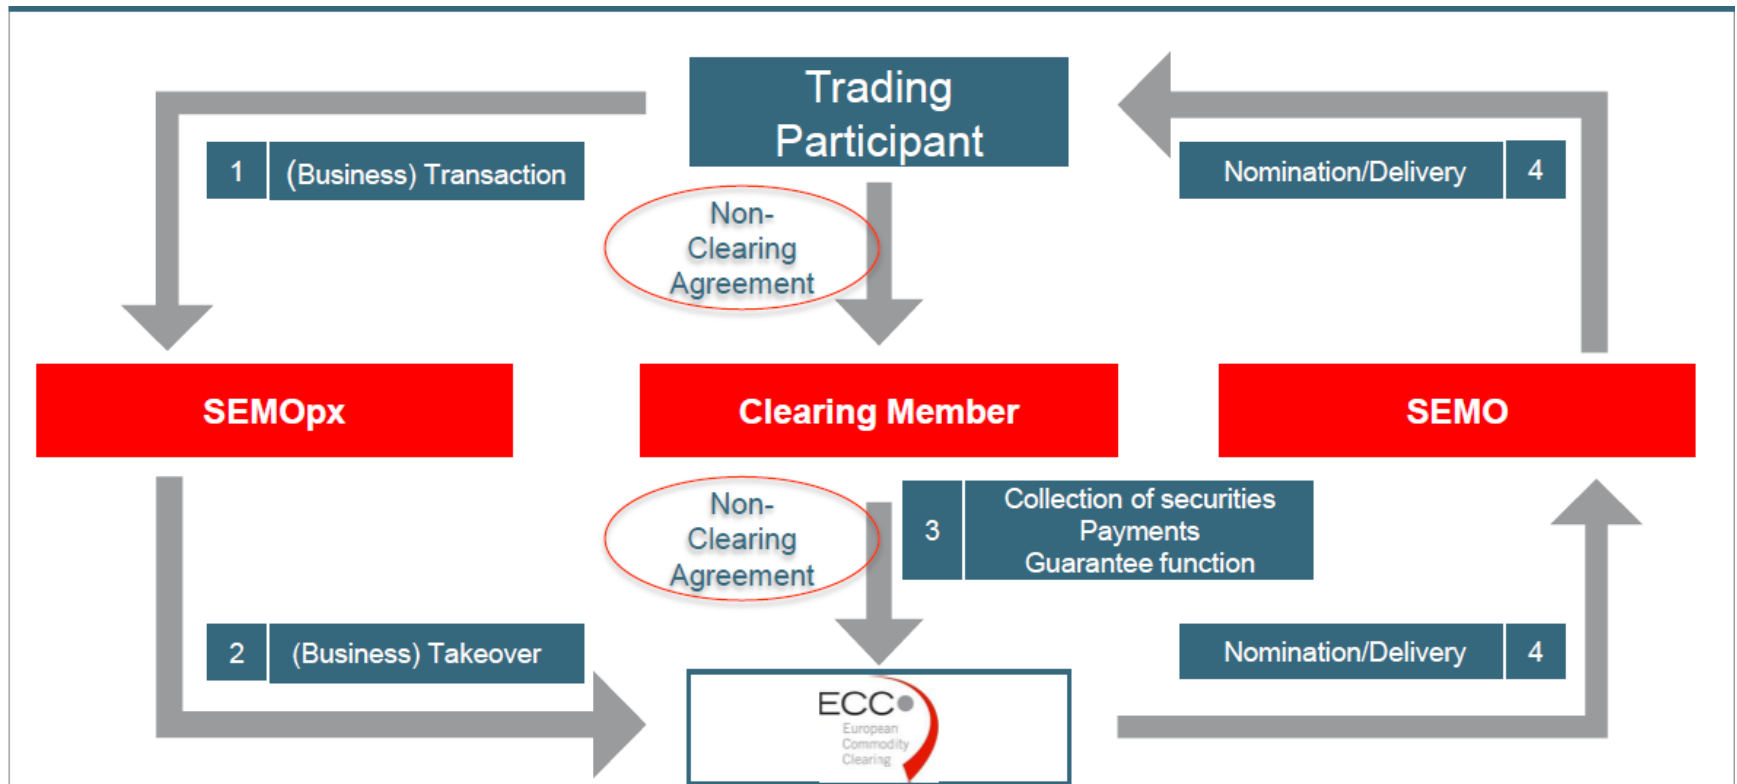 Trading
Participant
1 (Business) Transaction
Nomination/Delivery 4
Non-
Clearing
Agreement
SEMOpx
Clearing Member
SEMO
Non-
Clearing
Agreement
3
Collection of securities
Payments
Guarantee function
2 (Business) Takeover
Nomination/Delivery 4
ECC
European
Commodity
Clearing